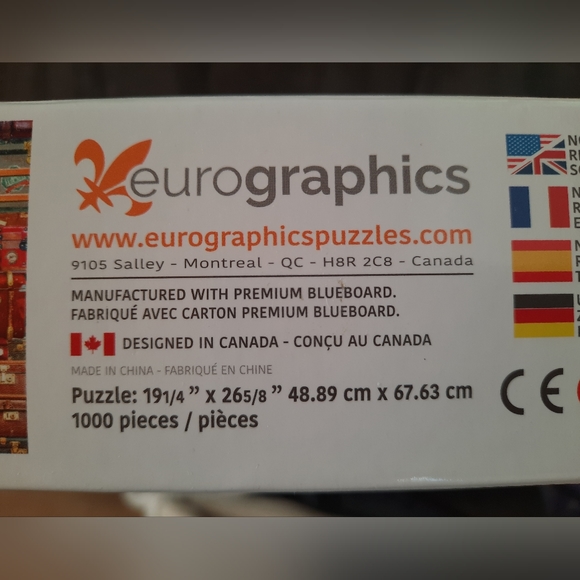 eurographics
www.eurographicspuzzles.com
9105 Salley - Montreal - QC - H8R 2C8 - Canada
MANUFACTURED WITH PREMIUM BLUEBOARD.
FABRIQUÉ AVEC CARTON PREMIUM BLUEBOARD.
DESIGNED IN CANADA - CONÇU AU CANADA
MADE IN CHINA - FABRIQUÉ EN CHINE
Puzzle: 19 1/4 ” x 26 5/8 ” 48.89 cm x 67.63 cm
1000 pieces / pièces
CE